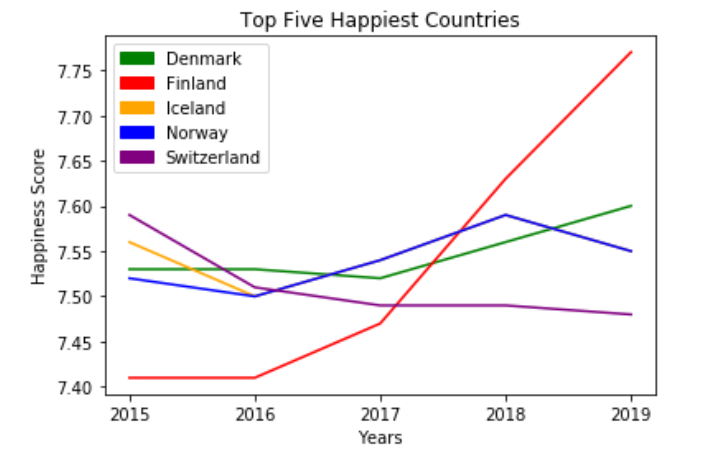 Top Five Happiest Countries
Denmark
Finland
Iceland
Norway
Switzerland
7.75
7.70
7.65
7.60
7.55
7.50
7.45
7.40
Happiness Score
2015 2016 2017 2018 2019
Years